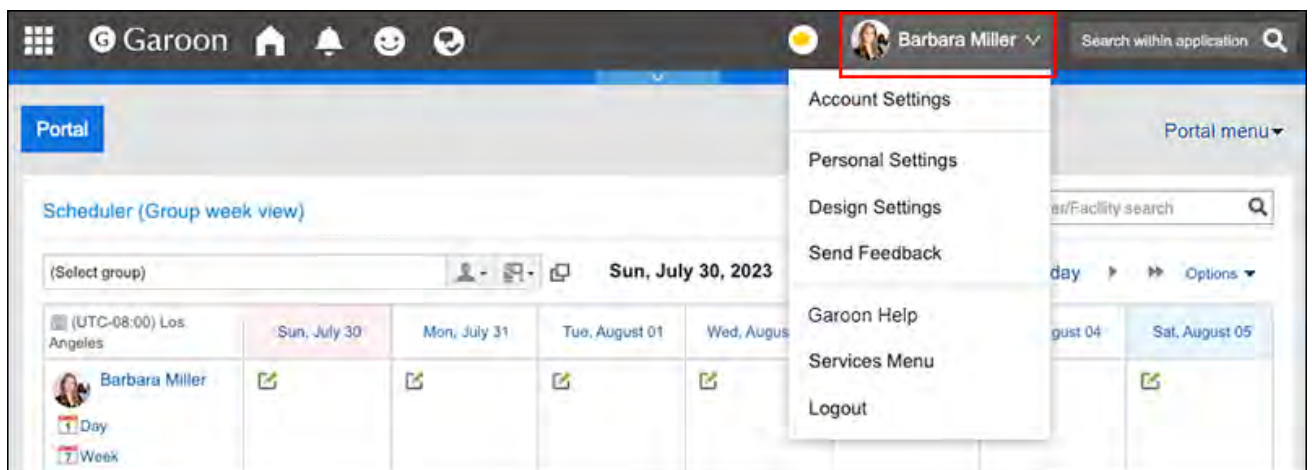 Garoon
Barbara Miller
Search within application
Account Settings
Portal
Portal menu
Personal Settings
Scheduler (Group week view)
Design Settings
er/Facility search
Send Feedback
(Select group)
Sun, July 30, 2023
day
Options
(UTC-08:00) Los
Angeles
Sun, July 30
Mon, July 31
Tue, August 01
Wed, Augus
Garoon Help
gust 04
Sat, August 05
Services Menu
Barbara Miller
Logout
1 Day
7 Week